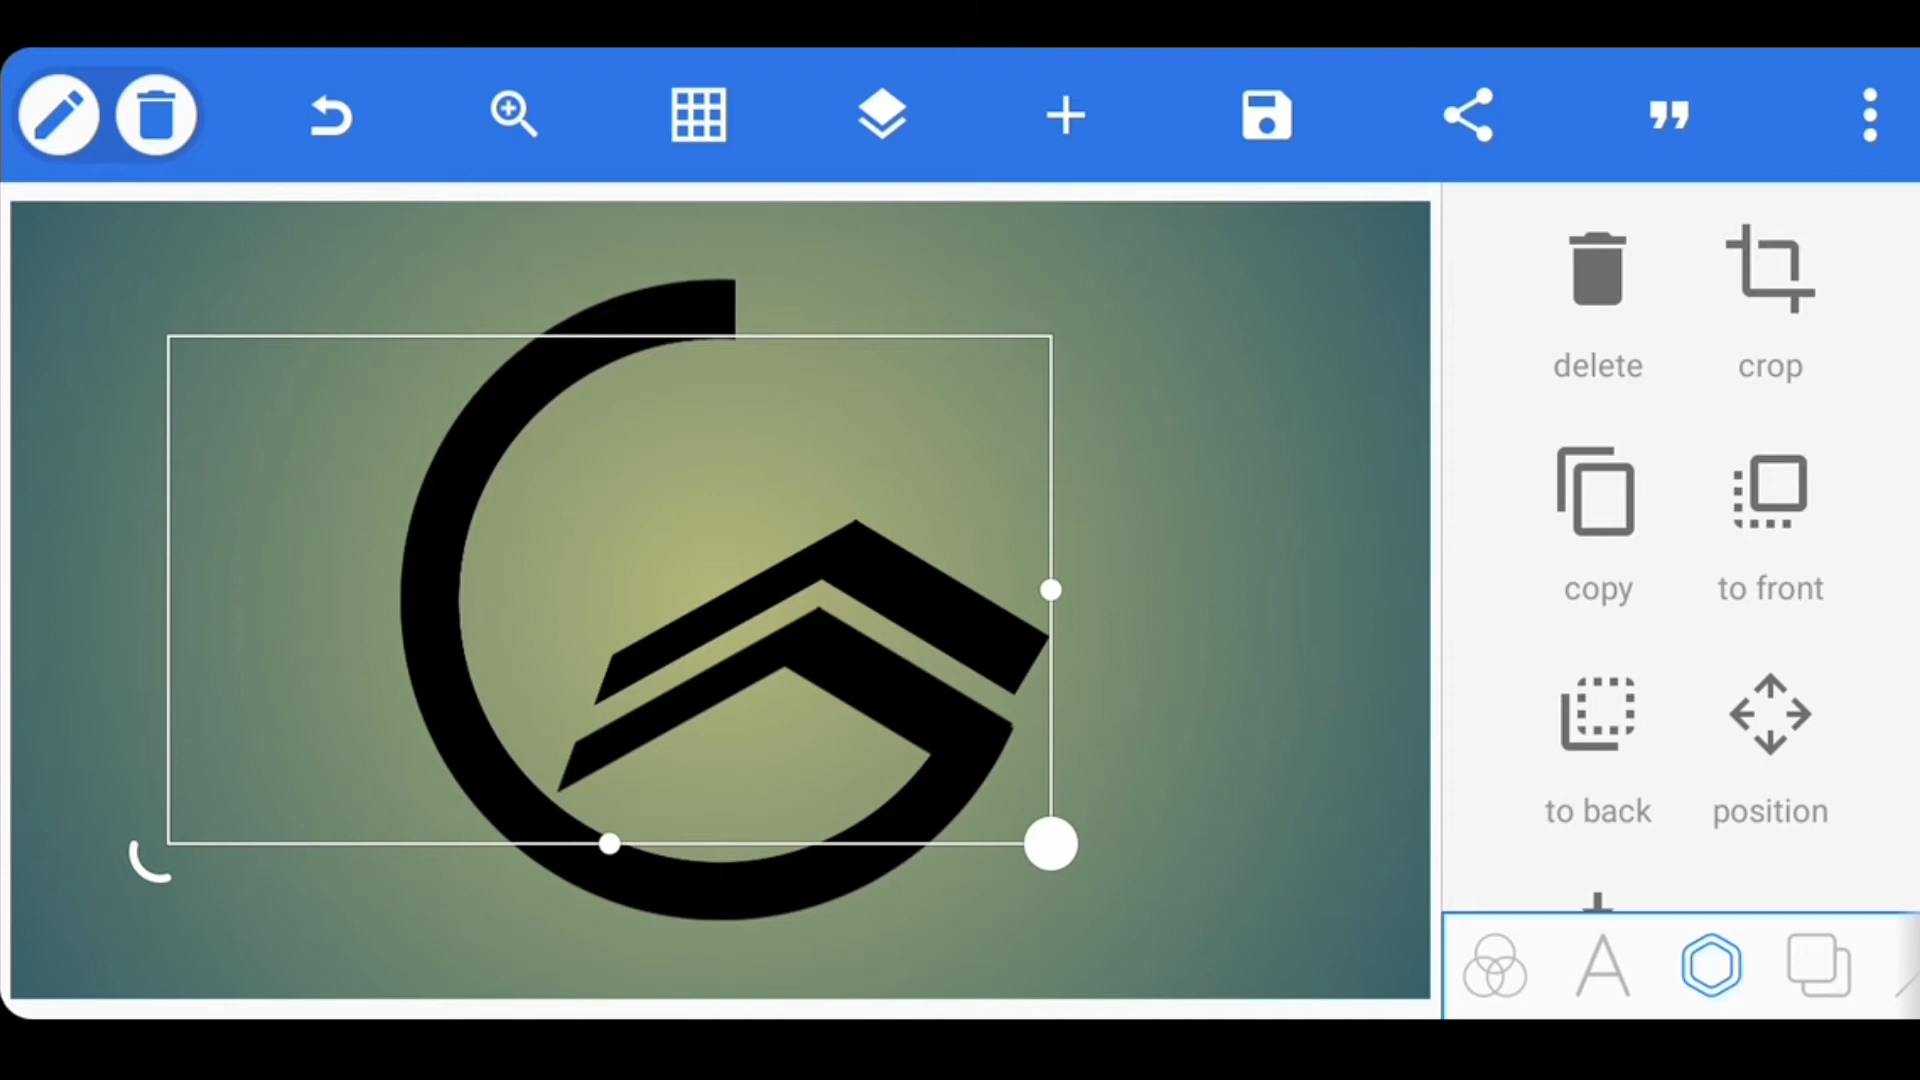 delete
crop
copy
to front
to back
position
A